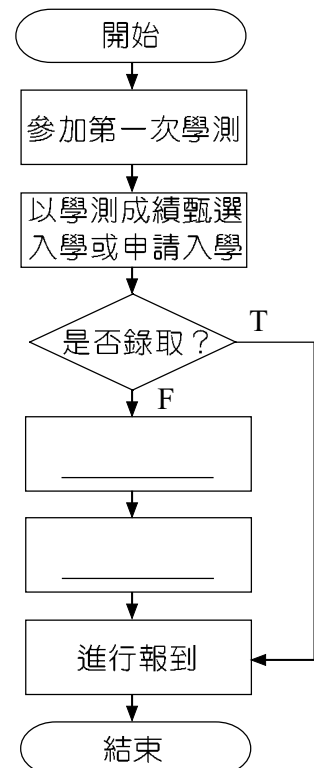 開始
參加第一次學測
以學測成績甄選
入學或申請入學
是否錄取？
T
F
進行報到
結束